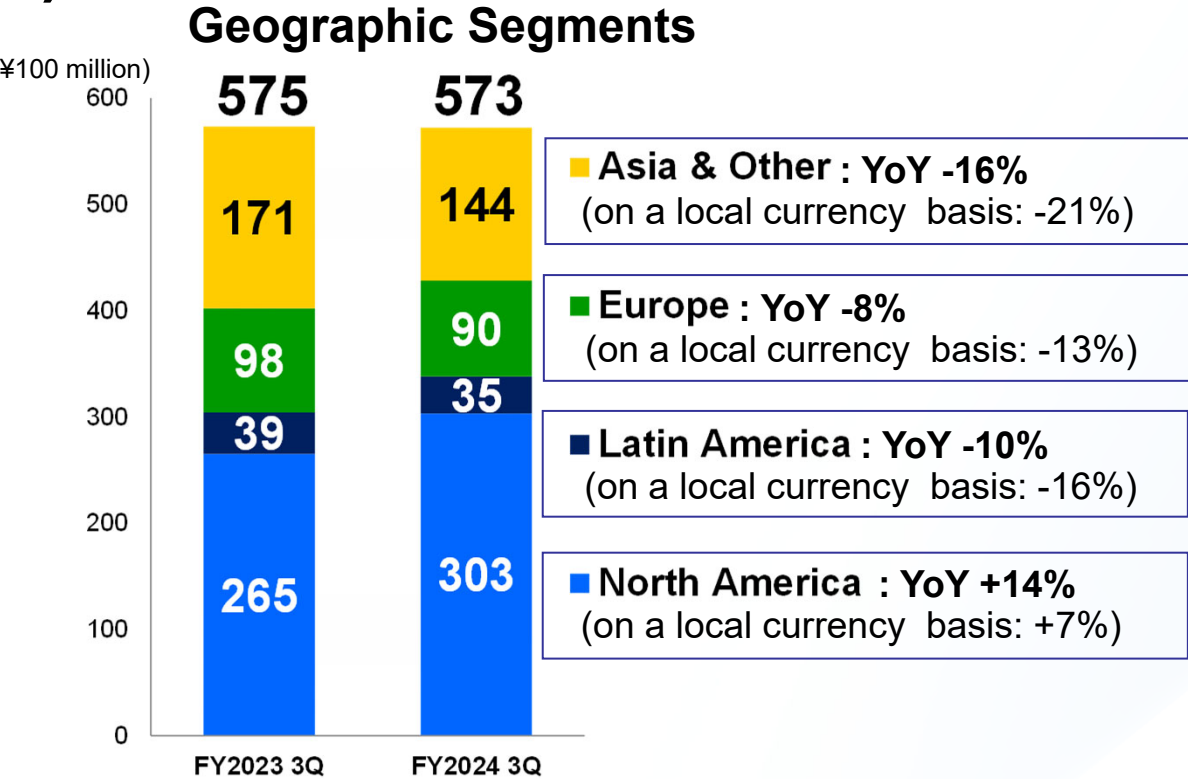 Geographic Segments
¥100 million)
600
500
400
300
200
100
0
575
171
98
39
265
FY2023 3Q
573
144
90
35
303
FY2024 3Q
Asia & Other : YoY -16%
(on a local currency basis: -21%)
Europe : YoY -8%
(on a local currency basis: -13%)
Latin America : YoY -10%
(on a local currency basis: -16%)
North America : YoY +14%
(on a local currency basis: +7%)